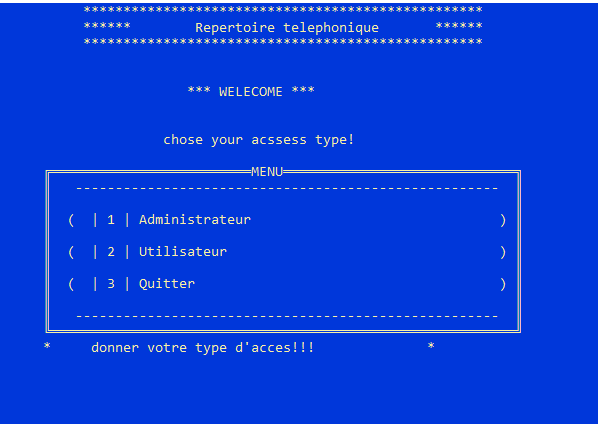 **************************************************
******        Repertoire telephonique       ******
**************************************************
*** WELECOME ***
chose your acssess type!
MENU
-----------------------------------------------------
(  | 1 | Administrateur                               )
(  | 2 | Utilisateur                                  )
(  | 3 | Quitter                                      )
-----------------------------------------------------
*     donner votre type d'acces!!!              *